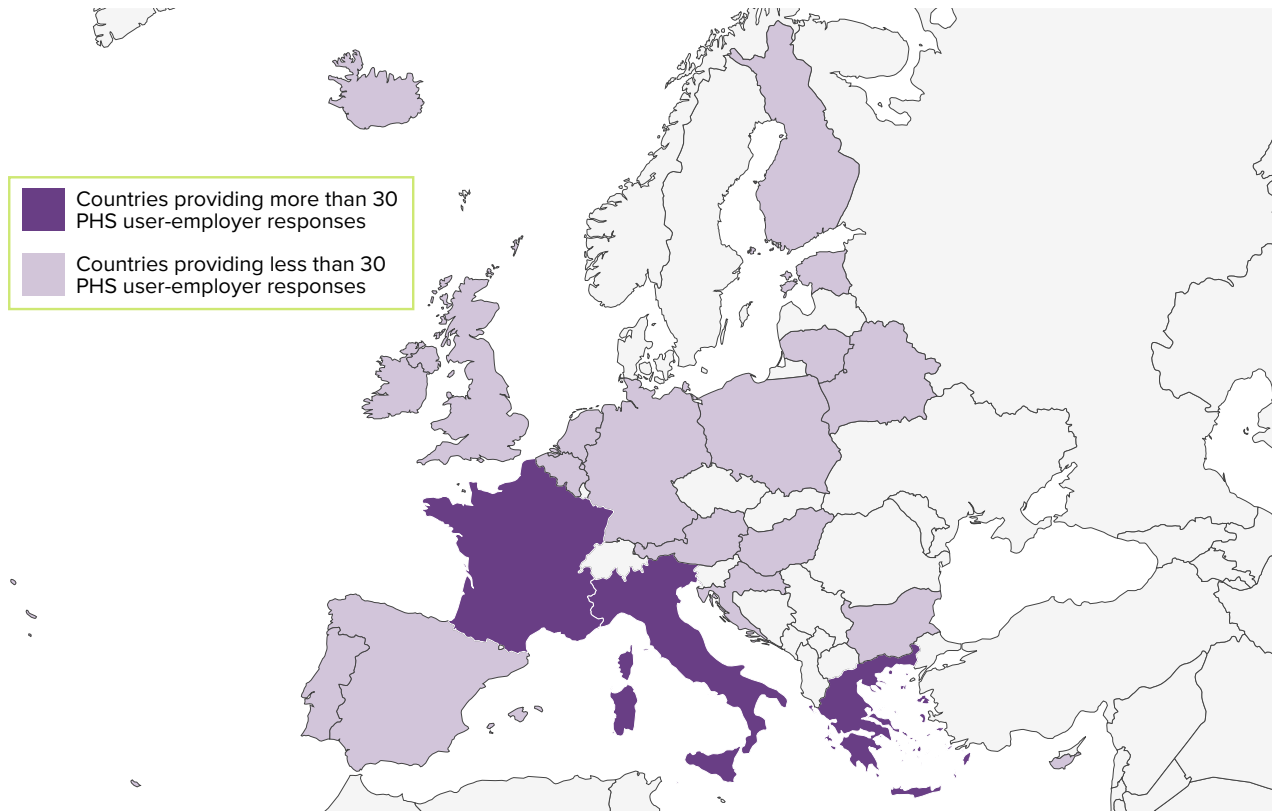 Countries providing more than 30
PHS user-employer responses
Countries providing less than 30
PHS user-employer responses